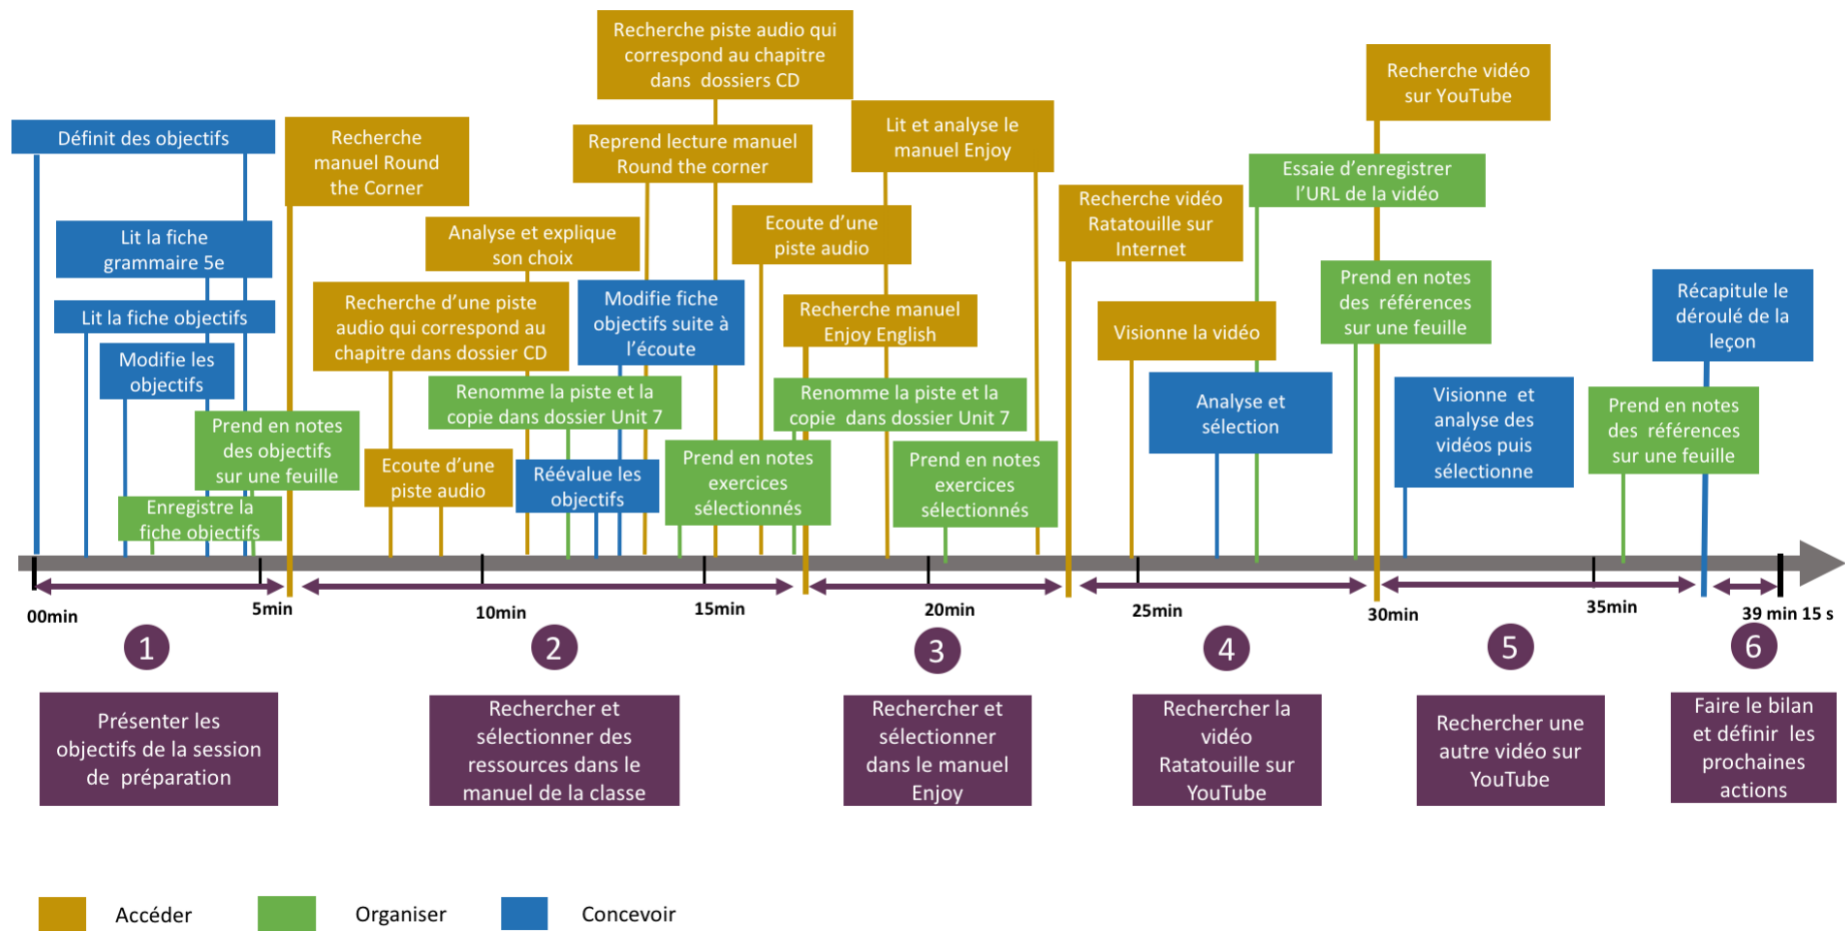 Définit des objectifs
Lit la fiche
grammaire 5e
Lit la fiche objectifs
Modifie les
objectifs
Prend en notes
des objectifs
sur une feuille
Enregistre la
fiche objectifs
Recherche
manuel Round
the Corner
Recherche d'une piste
audio qui correspond au
chapitre dans dossier CD
Ecoute d'une
piste audio
Analyse et explique
son choix
Renomme la piste et la
copie dans dossier Unit 7
Réévalue les
objectifs
Modifie fiche
objectifs suite à
l'écoute
Reprend lecture manuel
Round the corner
Recherche piste audio qui
correspond au chapitre
dans dossiers CD
Prend en notes
exercices
sélectionnés
Ecoute d'une
piste audio
Renomme la piste et la
copie dans dossier Unit 7
Recherche manuel
Enjoy English
Lit et analyse le
manuel Enjoy
Prend en notes
exercices
sélectionnés
Recherche vidéo
Ratatouille sur
Internet
Visionne la vidéo
Analyse et
sélection
Essaie d'enregistrer
l'URL de la vidéo
Prend en notes
des références
sur une feuille
Recherche vidéo
sur YouTube
Visionne et
analyse des
vidéos puis
sélectionne
Prend en notes
des références
sur une feuille
Récapitule le
déroulé de la
leçon
00min
5min
10min
15min
20min
25min
30min
35min
39 min 15 s
1
2
3
4
5
6
Présenter les
objectifs de la session
de préparation
Rechercher et
sélectionner des
ressources dans le
manuel de la classe
Rechercher et
sélectionner
dans le manuel
Enjoy
Rechercher la
vidéo
Ratatouille sur
YouTube
Rechercher une
autre vidéo sur
YouTube
Faire le bilan
et définir les
prochaines
actions
Accéder
Organiser
Concevoir